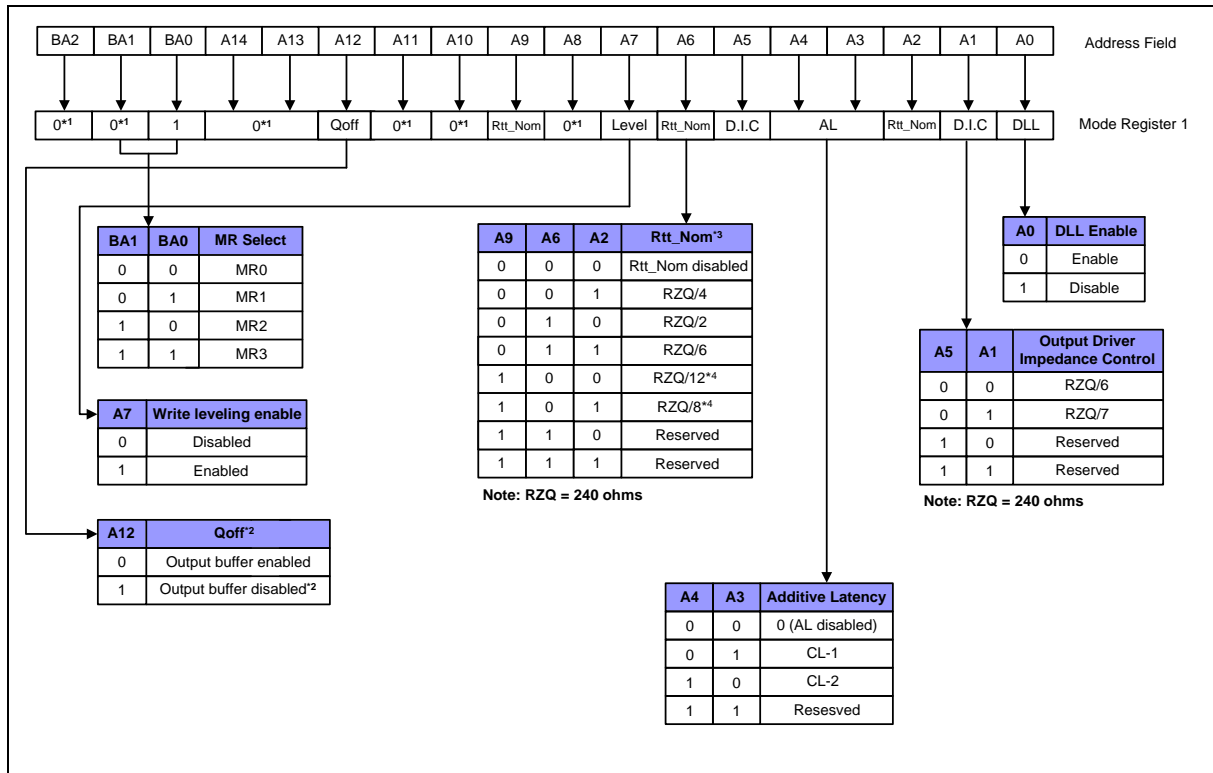 BA2 BA1 BA0 A14 A13 A12 A11 A10 A9 A8 A7 A6 A5 A4 A3 A2 A1 A0 Address Field
0*1 0*1 1 0*1 Qoff 0*1 0*1 Rtt_Nom 0*1 Level Rtt_Nom D.I.C AL Rtt_Nom D.I.C DLL Mode Register 1
BA1 BA0 MR Select
0 0 MR0
0 1 MR1
1 0 MR2
1 1 MR3
A7 Write leveling enable
0 Disabled
1 Enabled
A12 Qoff*2
0 Output buffer enabled
1 Output buffer disabled*2
A9 A6 A2 Rtt_Nom*3
0 0 0 Rtt_Nom disabled
0 0 1 RZQ/4
0 1 0 RZQ/2
0 1 1 RZQ/6
1 0 0 RZQ/12*4
1 0 1 RZQ/8*4
1 1 0 Reserved
1 1 1 Reserved
Note: RZQ = 240 ohms
A4 A3 Additive Latency
0 0 0 (AL disabled)
0 1 CL-1
1 0 CL-2
1 1 Resesved
A0 DLL Enable
0 Enable
1 Disable
A5 A1 Output Driver
Impedance Control
0 0 RZQ/6
0 1 RZQ/7
1 0 Reserved
1 1 Reserved
Note: RZQ = 240 ohms